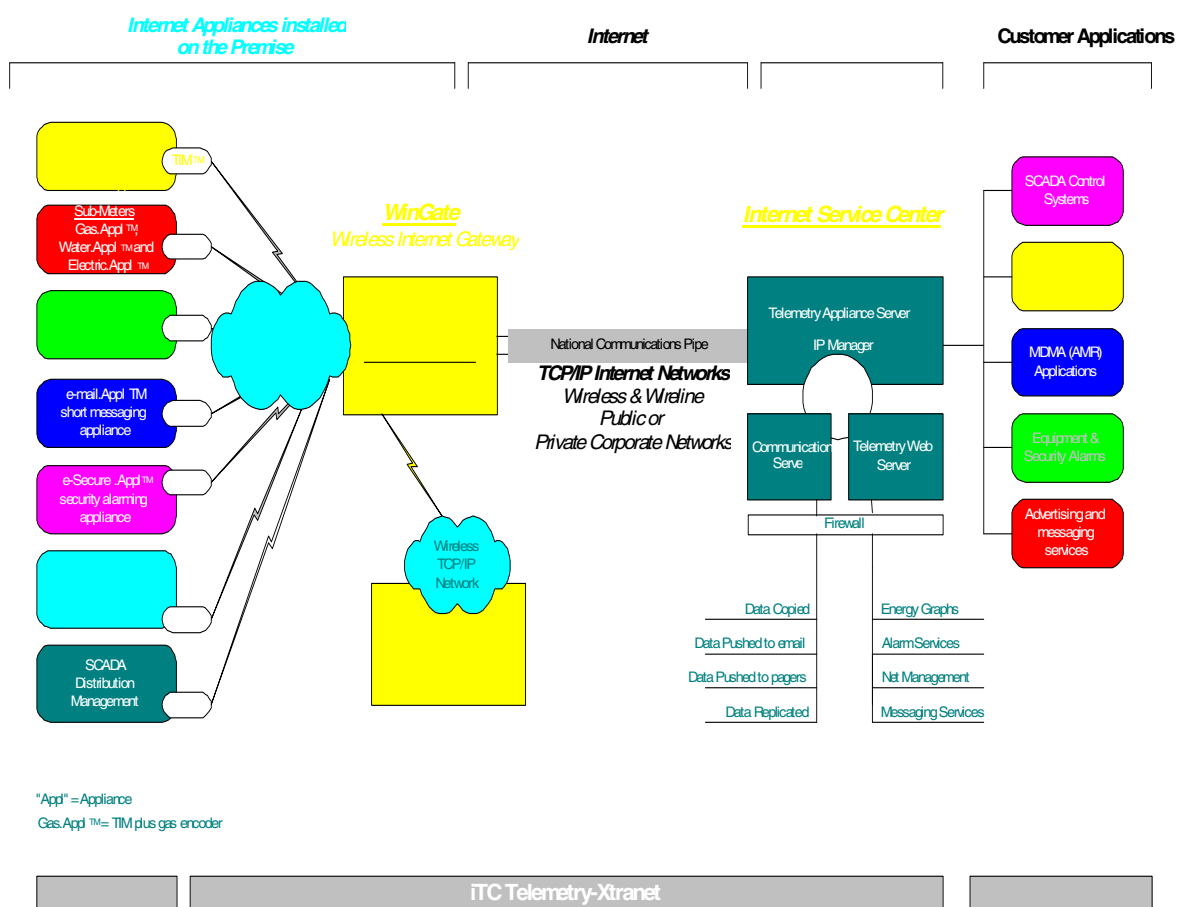 Internet Appliances installed
on the Premise
Internet
Customer Applications
TIM™
Sub-Meters
Gas.Appl ™,
Water.Appl ™ and
Electric.Appl ™
e-mail.Appl TM
short messaging
appliance
e-Secure .Appl™
security alarming
appliance
SCADA
Distribution
Management
WinGate
Wireless Internet Gateway
Wireless
TCP/IP
Network
National Communications Pipe
TCP/IP Internet Networks
Wireless & Wireline
Public or
Private Corporate Networks
Internet Service Center
Telemetry Appliance Server
IP Manager
Communication
Serve
Telemetry Web
Server
Firewall
Data Copied
Data Pushed to email
Data Pushed to pagers
Data Replicated
Energy Graphs
Alarm Services
Net Management
Messaging Services
SCADA Control
Systems
MDMA (AMR)
Applications
Equipment &
Security Alarms
Advertising and
messaging
services
"Appl" = Appliance
Gas.Appl ™= TIM plus gas encoder
iTC Telemetry-Xtranet